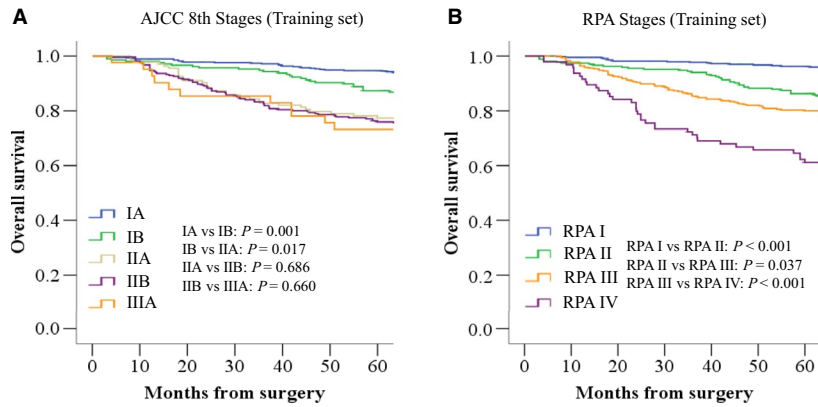 A
AJCC 8th Stages (Training set)
Overall survival
1.0
0.8
0.6
0.4
0.2
0.0
IA
IB
IIA
IIB
IIIA
IA vs IB: P = 0.001
IB vs IIA: P = 0.017
IIA vs IIB: P = 0.686
IIB vs IIIA: P = 0.660
0 10 20 30 40 50 60
Months from surgery
B
RPA Stages (Training set)
Overall survival
1.0
0.8
0.6
0.4
0.2
0.0
RPA I
RPA II
RPA III
RPA IV
RPA I vs RPA II: P < 0.001
RPA II vs RPA III: P = 0.037
RPA III vs RPA IV: P < 0.001
0 10 20 30 40 50 60
Months from surgery